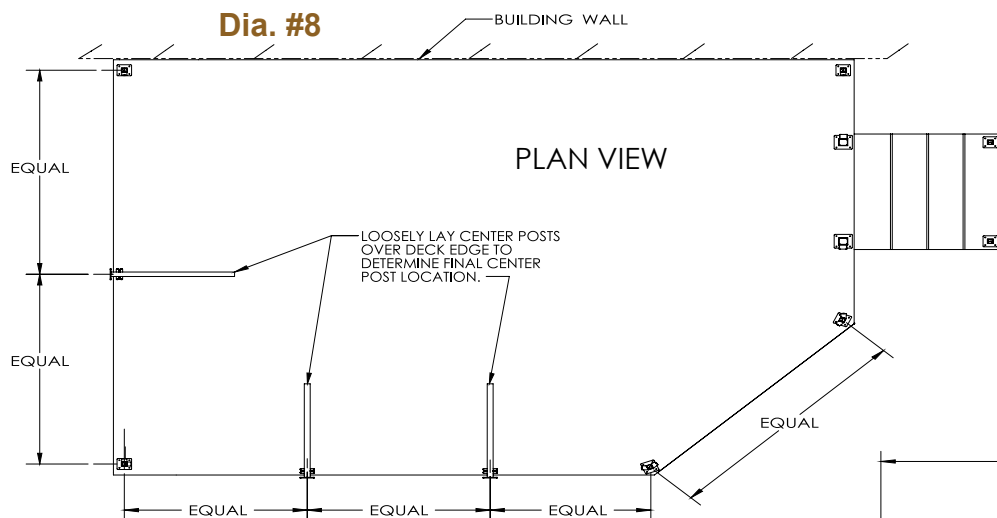 Dia. #8
BUILDING WALL
PLAN VIEW
EQUAL
LOOSELY LAY CENTER POSTS
OVER DECK EDGE TO
DETERMINE FINAL CENTER
POST LOCATION.
EQUAL
EQUAL
EQUAL
EQUAL
EQUAL